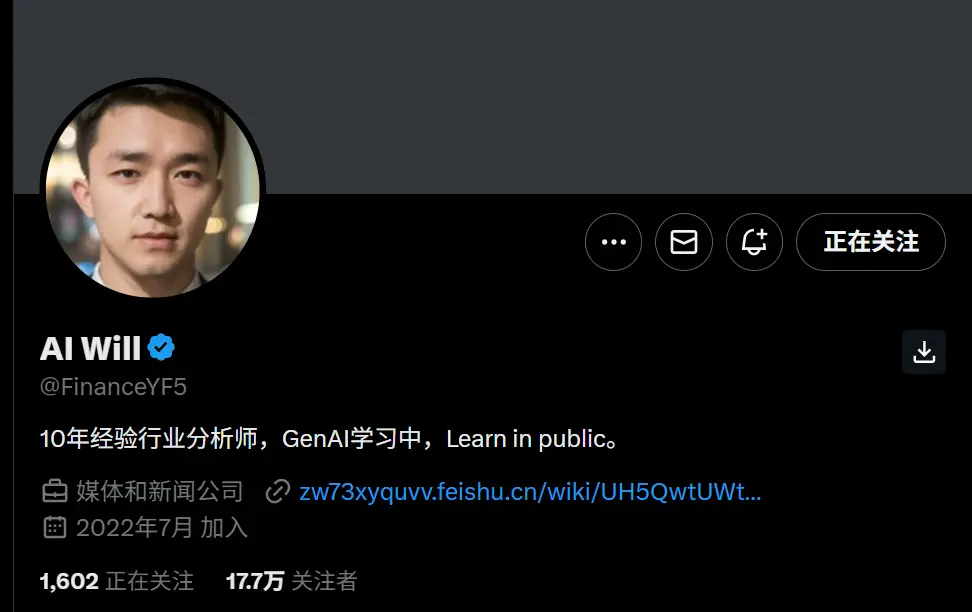 正在关注
AI Will
@FinanceYF5
10年经验行业分析师，GenAI学习中，Learn in public。
媒体和新闻公司 zw73xyquvv.feishu.cn/wiki/UH5QwtUWt…
2022年7月 加入
1,602 正在关注 17.7万 关注者